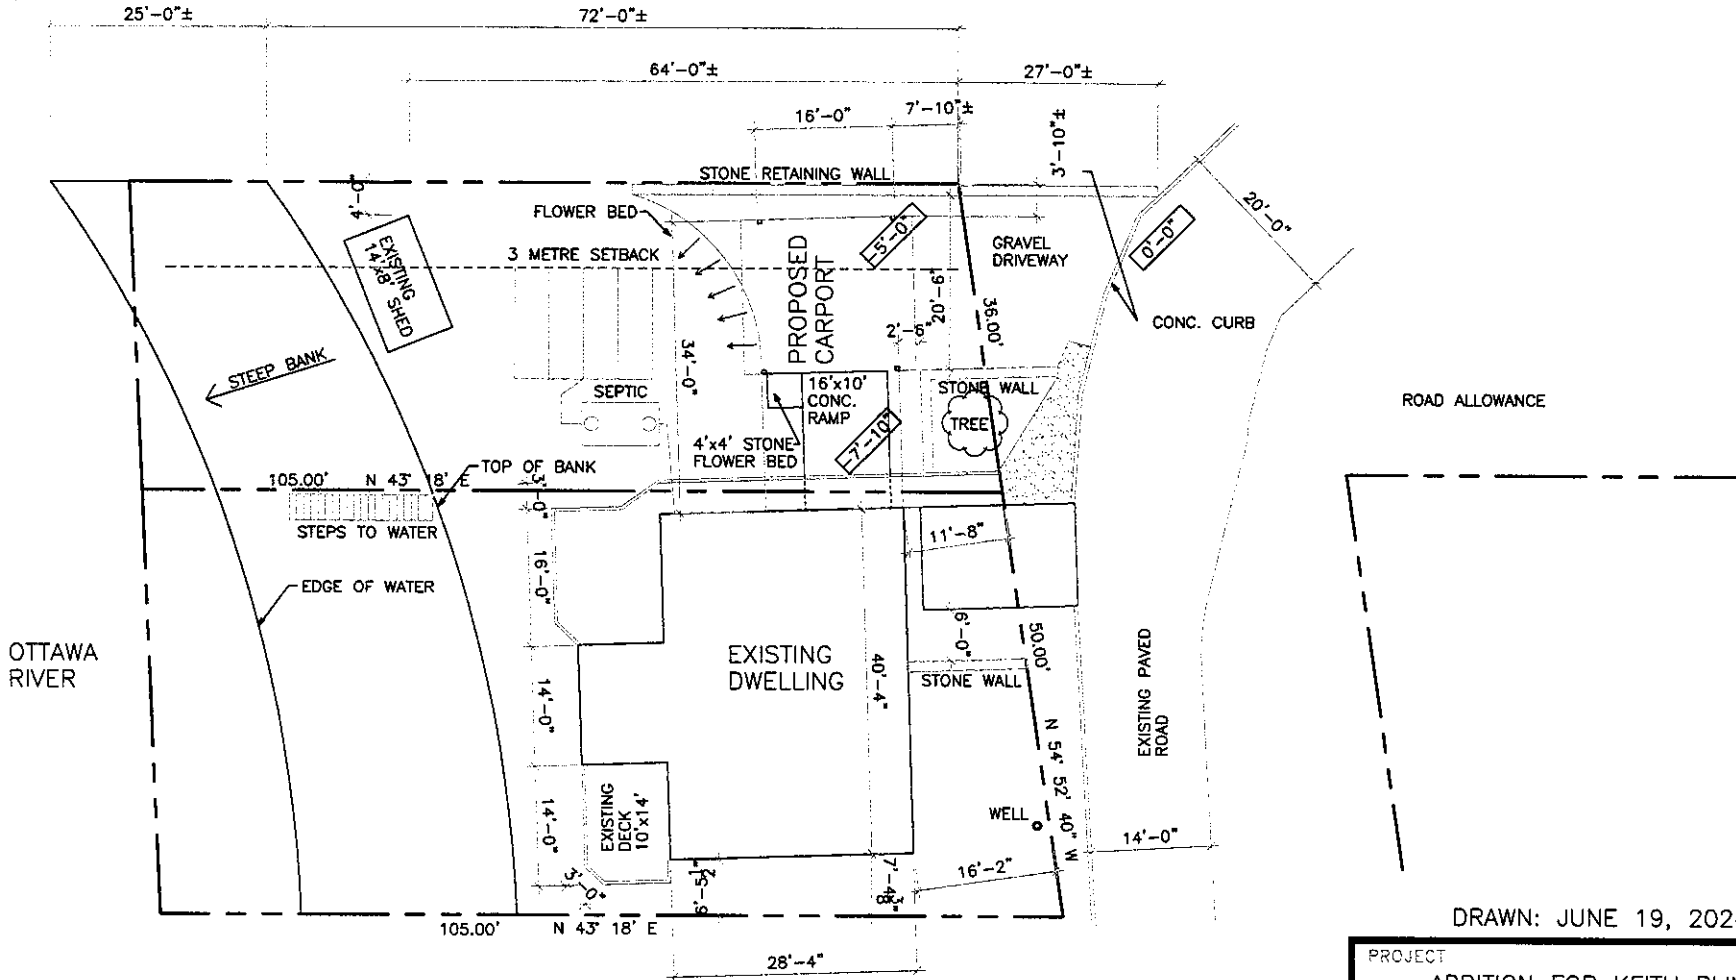 25'-0"±
72'-0"±
64'-0"±
27'-0"±
16'-0"
7'-10"±
3'-10"±
STONE RETAINING WALL
4'-0"
FLOWER BED
-5'-0"
20'-0"
0'-0"
EXISTING
14'x8' SHED
3 METRE SETBACK
PROPOSED
CARPORT
GRAVEL
DRIVEWAY
20'-6"
36.00'
2'-6"
CONC. CURB
STEEP BANK
34'-0"
SEPTIC
16'x10'
CONC.
RAMP
STONE WALL
TREE
ROAD ALLOWANCE
4'x4' STONE
FLOWER BED
-7'-10"
TOP OF BANK
105.00' N 43° 18' E
3'-0"
STEPS TO WATER
11'-8"
16'-0"
EDGE OF WATER
6'-0"
50.00'
OTTAWA
RIVER
EXISTING
DWELLING
40'-4"
STONE WALL
EXISTING PAVED
ROAD
14'-0"
N 54° 52' 40" W
EXISTING
DECK
10'x14'
14'-0"
WELL
14'-0"
16'-2"
3'-0"
7'-4
105.00' N 43° 18' E
28'-4"
DRAWN: JUNE 19,
PROJECT
ADDITION FOR KEITH